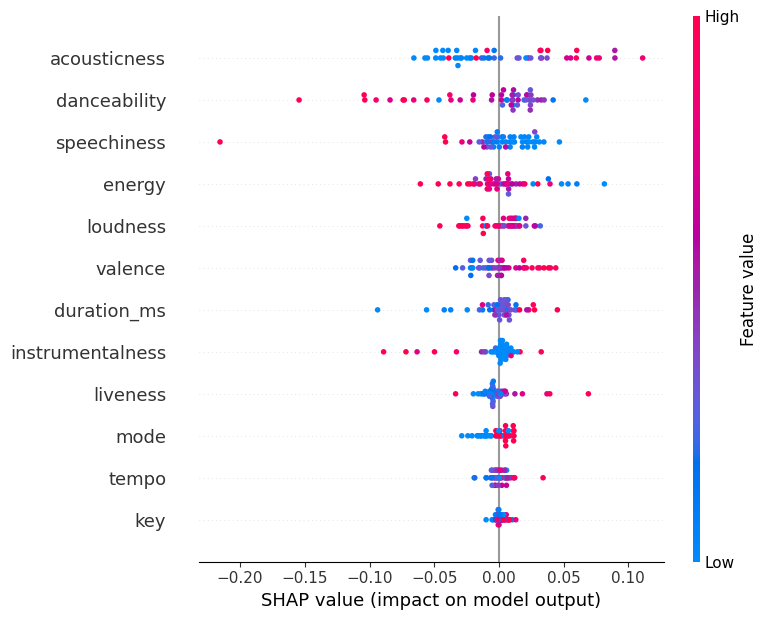 High
acousticness
danceability
speechiness
energy
loudness
valence
duration_ms
instrumentalness
liveness
mode
tempo
key
Feature value
Low
−0.20 −0.15 −0.10 −0.05 0.00 0.05 0.10
SHAP value (impact on model output)